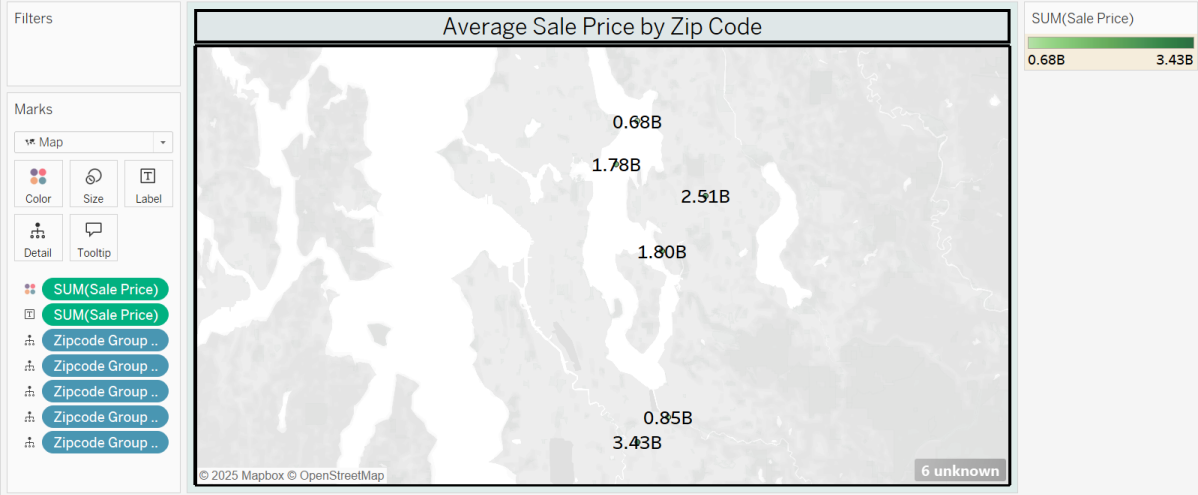 Filters
Marks
Map
Color
Size
Label
Detail
Tooltip
SUM(Sale Price)
SUM(Sale Price)
Zipcode Group ..
Zipcode Group ..
Zipcode Group ..
Zipcode Group ..
Zipcode Group ..
Average Sale Price by Zip Code
0.68B
1.78B
2.51B
1.80B
0.85B
3.43B
© 2025 Mapbox © OpenStreetMap
6 unknown
SUM(Sale Price)
0.68B 3.43B